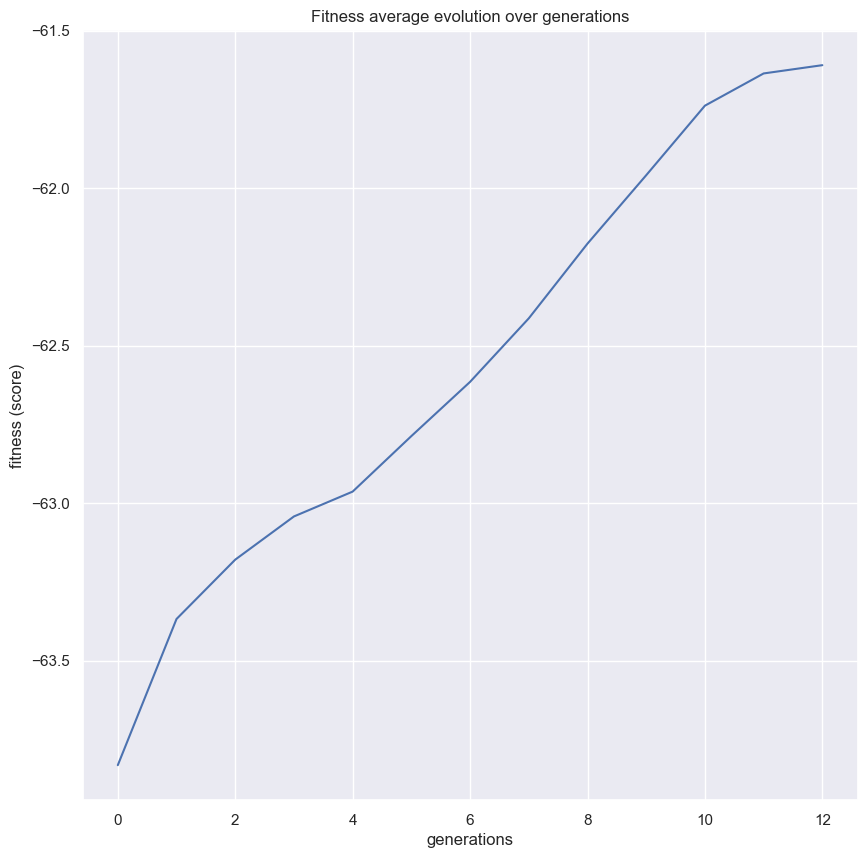 Fitness average evolution over generations
−61.5
−62.0
−62.5
−63.0
−63.5
fitness (score)
0 2 4 6 8 10 12
generations